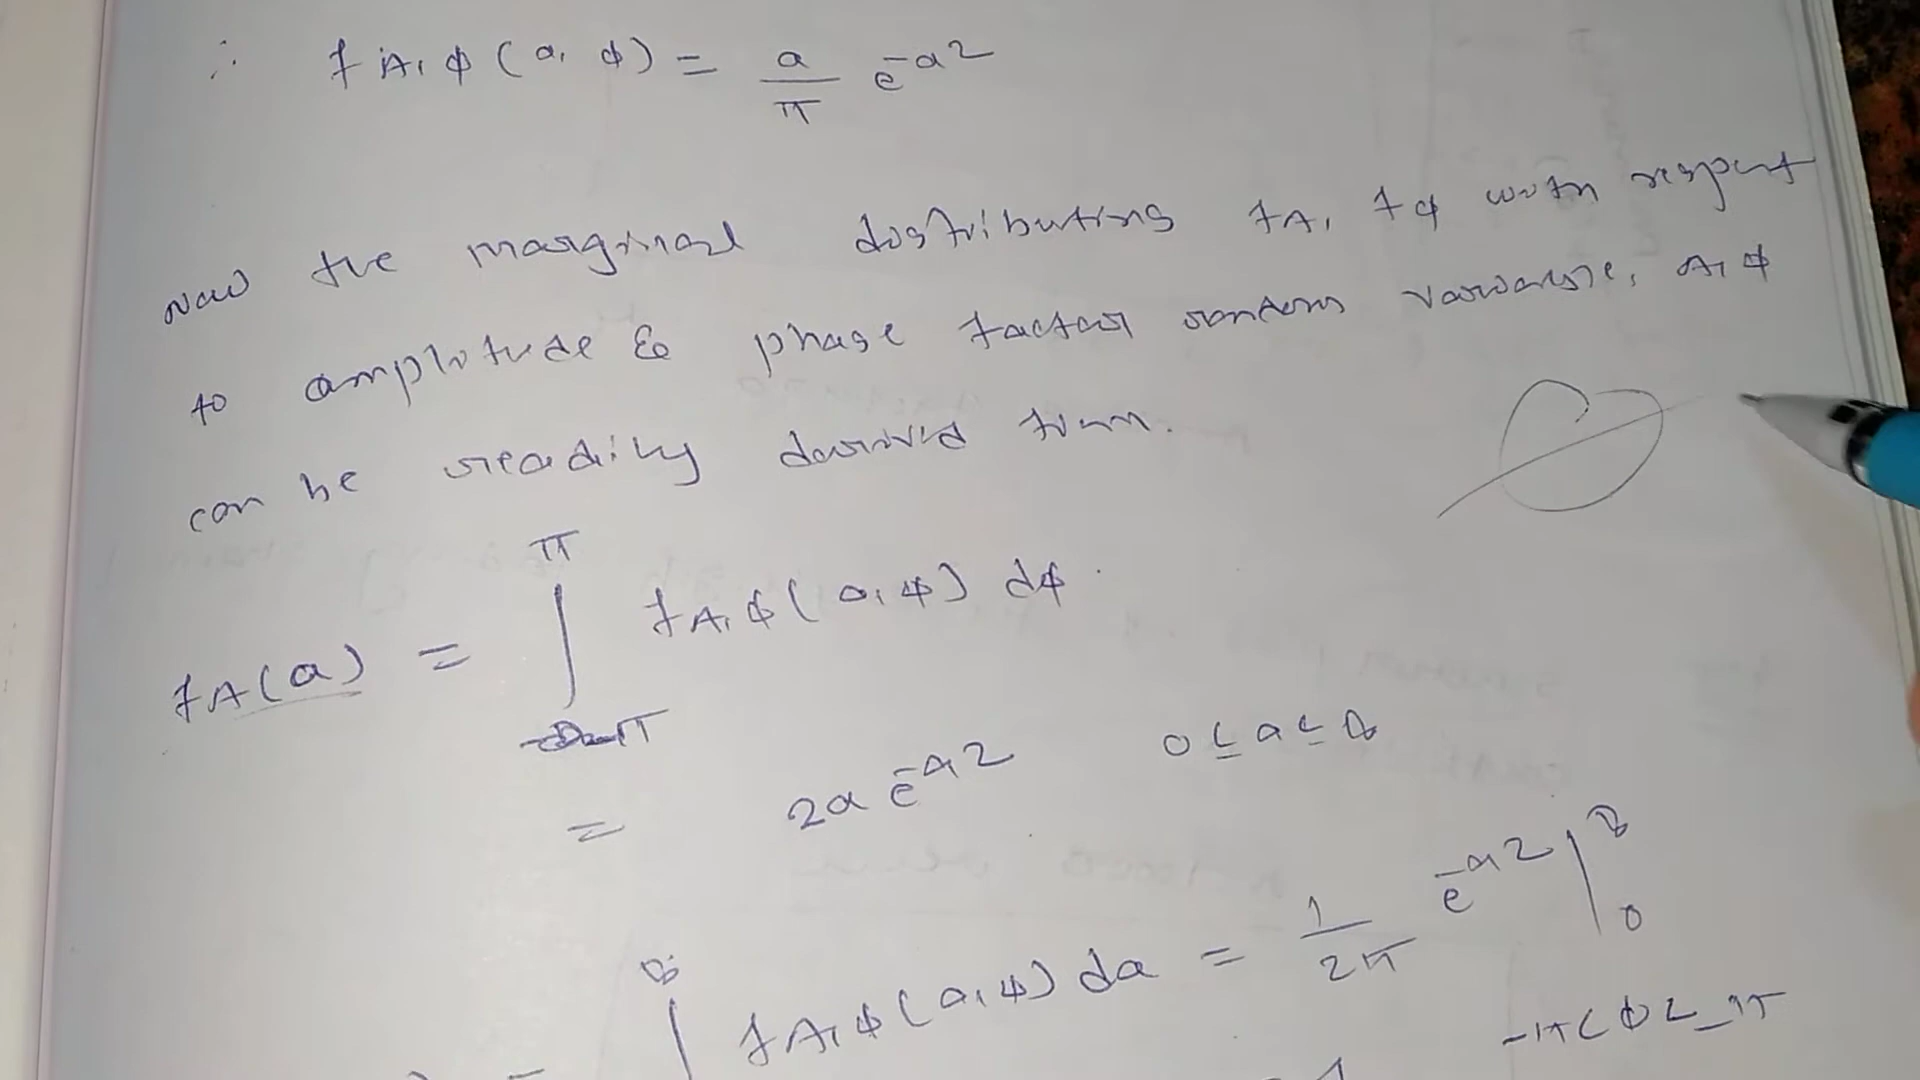 ∴ f A, φ (a, φ) = a/π e^-a2
now the marginal distributions fA, fφ with respect
to amplitude & phase factor random variable, A, φ
can be readily derived from.
fA(a) = ∫_-π^π fA,φ(a,φ) dφ.
= 2a e^-a2 0 ≤ a ≤ ∞
= ∫^∞ fA,φ(a,φ) da = 1/2π e^-a2 |_0^∞
-π < φ <